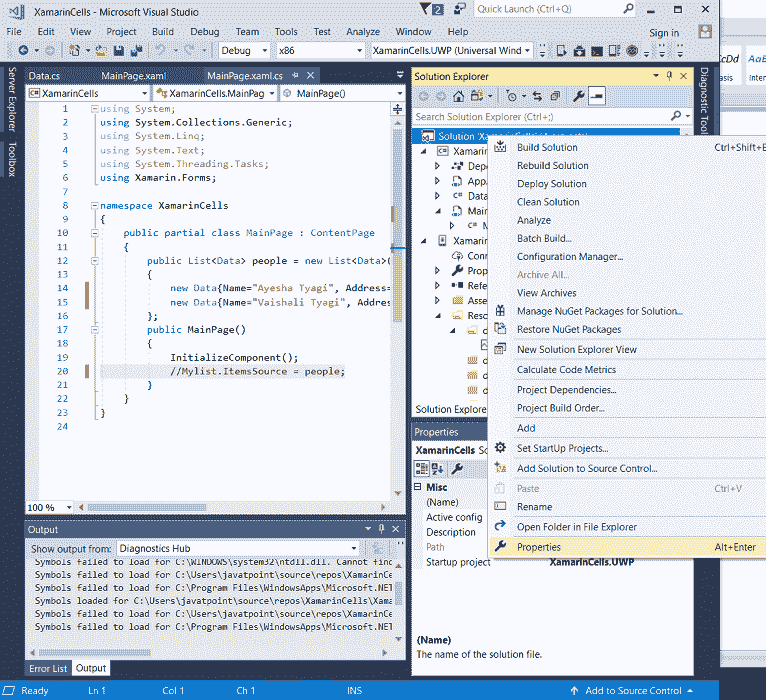 XamarinCells - Microsoft Visual Studio
2
Quick Launch (Ctrl+Q)
File Edit View Project Build Debug Team Tools Test Analyze Window Help Sign in
Debug x86 XamarinCells.UWP (Universal Wind
Server Explorer
Toolbox
Data.cs MainPage.xaml MainPage.xaml.cs
XamarinCells XamarinCells.MainPag MainPage()
1 using System;
2 using System.Collections.Generic;
3 using System.Linq;
4 using System.Text;
5 using System.Threading.Tasks;
6 using Xamarin.Forms;
7
8 namespace XamarinCells
9 {
10 public partial class MainPage : ContentPage
11 {
12 public List<Data> people = new List<Data>(
13 {
14 new Data{Name="Ayesha Tyagi", Address=
15 new Data{Name="Vaishali Tyagi", Addres
16 };
17 public MainPage()
18 {
19 InitializeComponent();
20 //Mylist.ItemsSource = people;
21 }
22 }
23 }
24
100 %
Output
Show output from: Diagnostics Hub
Symbols failed to load for C:\WINDOWS\system32\ntdll.dll. Cannot find
Symbols failed to load for C:\Users\javatpoint\source\repos\XamarinCe
Symbols failed to load for C:\Program Files\WindowsApps\Microsoft.NET
Symbols loaded for C:\Users\javatpoint\source\repos\XamarinCells\Xama
Symbols failed to load for C:\Users\javatpoint\source\repos\XamarinCe
Symbols failed to load for C:\Program Files\WindowsApps\Microsoft.NET
Error List Output
Solution Explorer
Search Solution Explorer (Ctrl+;)
Solution
Xamarin
Dep
App.
C# Data
Main
Xamarin
Conn
Prop
Refe
Asse
Resc
d
d
d
d
Solution Explorer
Build Solution Ctrl+Shift+E
Rebuild Solution
Deploy Solution
Clean Solution
Analyze
Batch Build...
Configuration Manager...
Archive All...
View Archives
Manage NuGet Packages for Solution...
Restore NuGet Packages
New Solution Explorer View
Calculate Code Metrics
Project Dependencies...
Project Build Order...
Add
Set StartUp Projects...
Add Solution to Source Control...
Paste Ctrl+V
Rename
Open Folder in File Explorer
Properties Alt+Enter
Properties
XamarinCells So
Misc
(Name)
Active config
Description
Path
Startup project XamarinCells.UWP
(Name)
The name of the solution file.
Diagnostic Tool
Ready Ln 1 Col 1 Ch 1 INS Add to Source Control